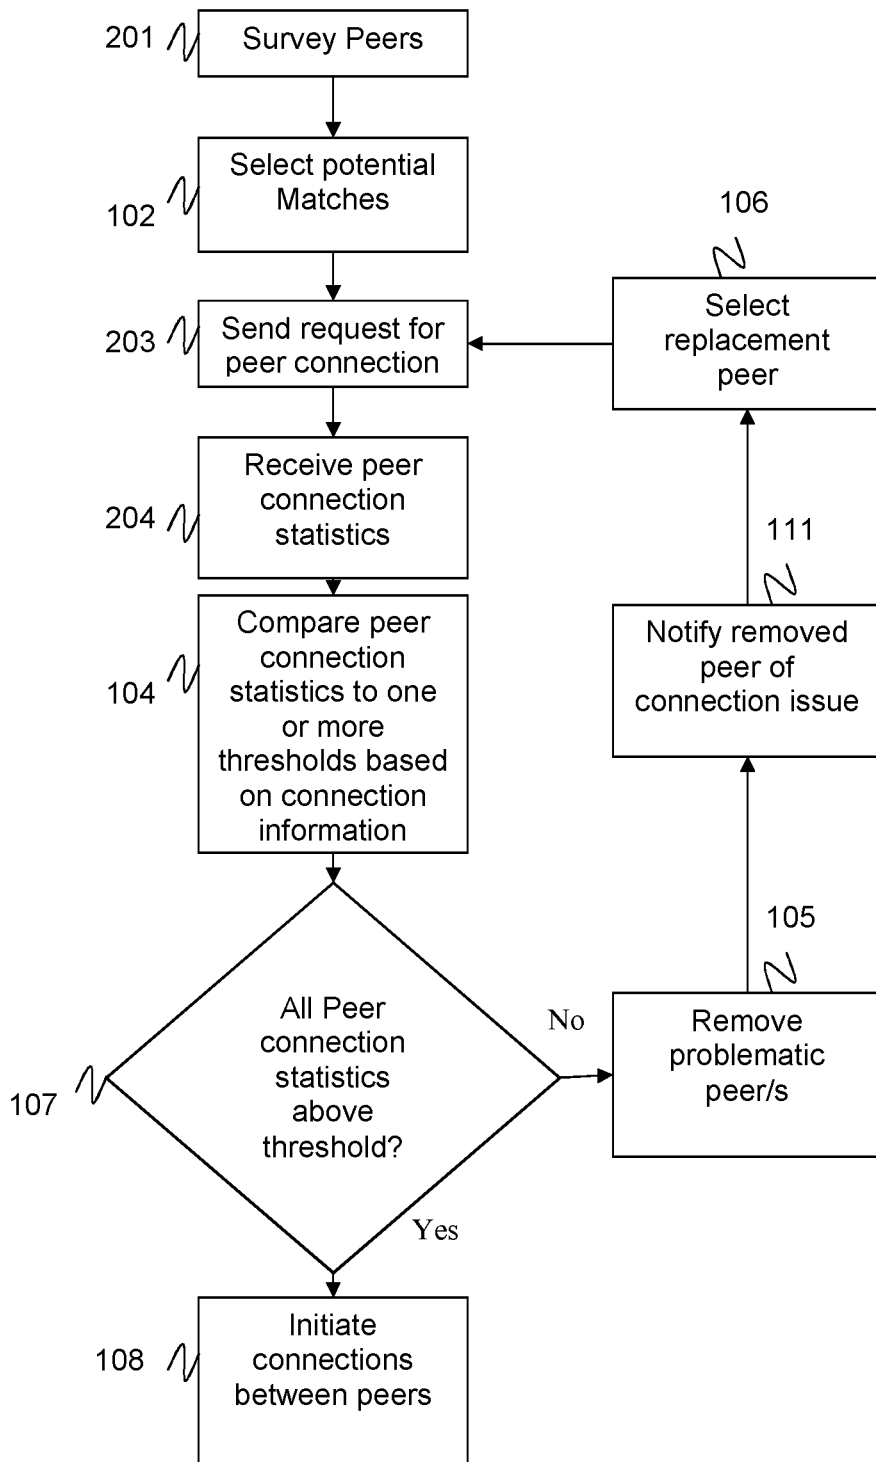 201
Survey Peers
102
Select potential
Matches
106
Select
replacement
peer
203
Send request for
peer connection
204
Receive peer
connection
statistics
111
Notify removed
peer of
connection issue
104
Compare peer
connection
statistics to one
or more
thresholds based
on connection
information
107
All Peer
connection
statistics
above
threshold?
No
105
Remove
problematic
peer/s
Yes
108
Initiate
connections
between peers